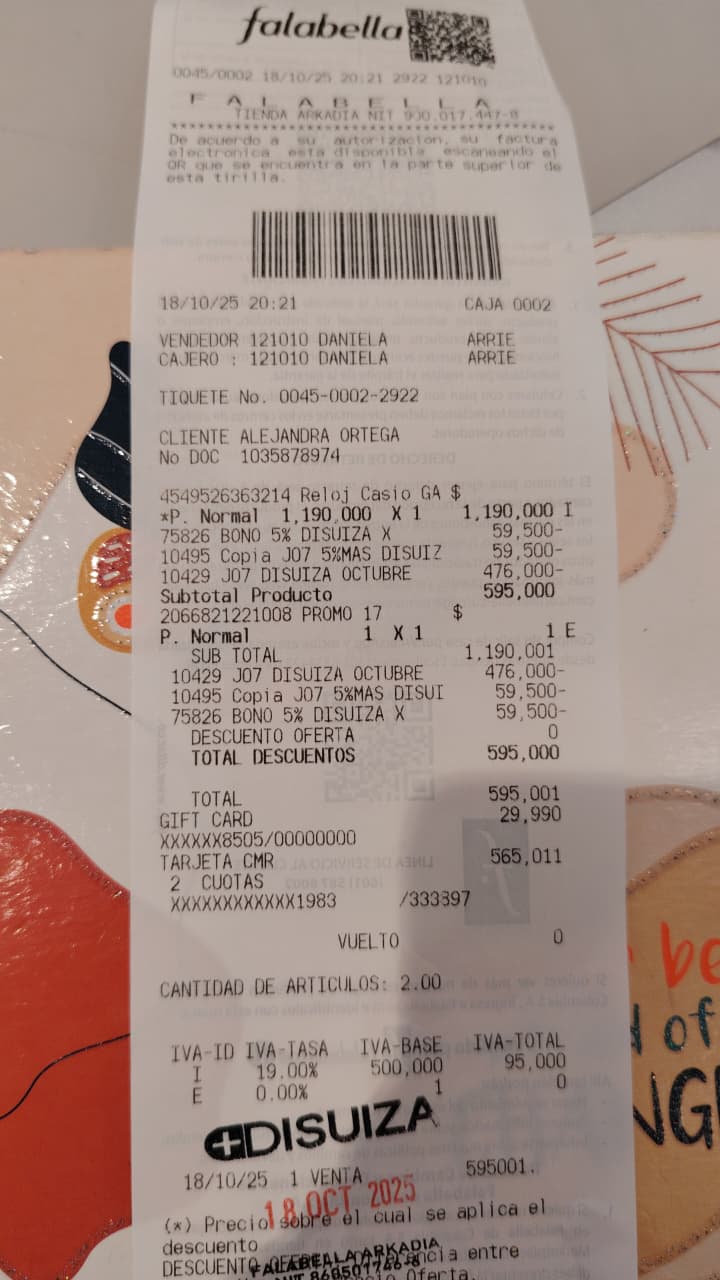 falabella
0045/0002 18/10/25 20:21 2922 121010
F A L A B E L L A
TIENDA ARKADIA NIT 900.017.447-8
De acuerdo a su autorizacion, su factura
electronica esta disponible escaneando el
QR que se encuentra en la parte superior de
esta tirilla.
18/10/25 20:21 CAJA 0002
VENDEDOR 121010 DANIELA ARRIE
CAJERO : 121010 DANIELA ARRIE
TIQUETE No. 0045-0002-2922
CLIENTE ALEJANDRA ORTEGA
No DOC 1035878974
4549526363214 Reloj Casio GA $
*P. Normal 1,190,000 X 1 1,190,000 I
75826 BONO 5% DISUIZA X 59,500-
10495 Copia J07 5%MAS DISUIZ 59,500-
10429 J07 DISUIZA OCTUBRE 476,000-
Subtotal Producto 595,000
2066821221008 PROMO 17 $
P. Normal 1 X 1 1 E
SUB TOTAL 1,190,001
10429 J07 DISUIZA OCTUBRE 476,000-
10495 Copia J07 5%MAS DISUI 59,500-
75826 BONO 5% DISUIZA X 59,500-
DESCUENTO OFERTA 0
TOTAL DESCUENTOS 595,000
TOTAL 595,001
GIFT CARD 29,990
XXXXXX8505/00000000
TARJETA CMR 565,011
2 CUOTAS
XXXXXXXXXXXX1983 /333397
VUELTO 0
CANTIDAD DE ARTICULOS: 2.00
IVA-ID IVA-TASA IVA-BASE IVA-TOTAL
I 19.00% 500,000 95,000
E 0.00% 1 0
DISUIZA
18/10/25 1 VENTA 595001.
18 OCT 2025
(*) Precio sobre el cual se aplica el
descuento
FALABELLA ARKADIA
DESCUENTO entre
Oferta.
be
of